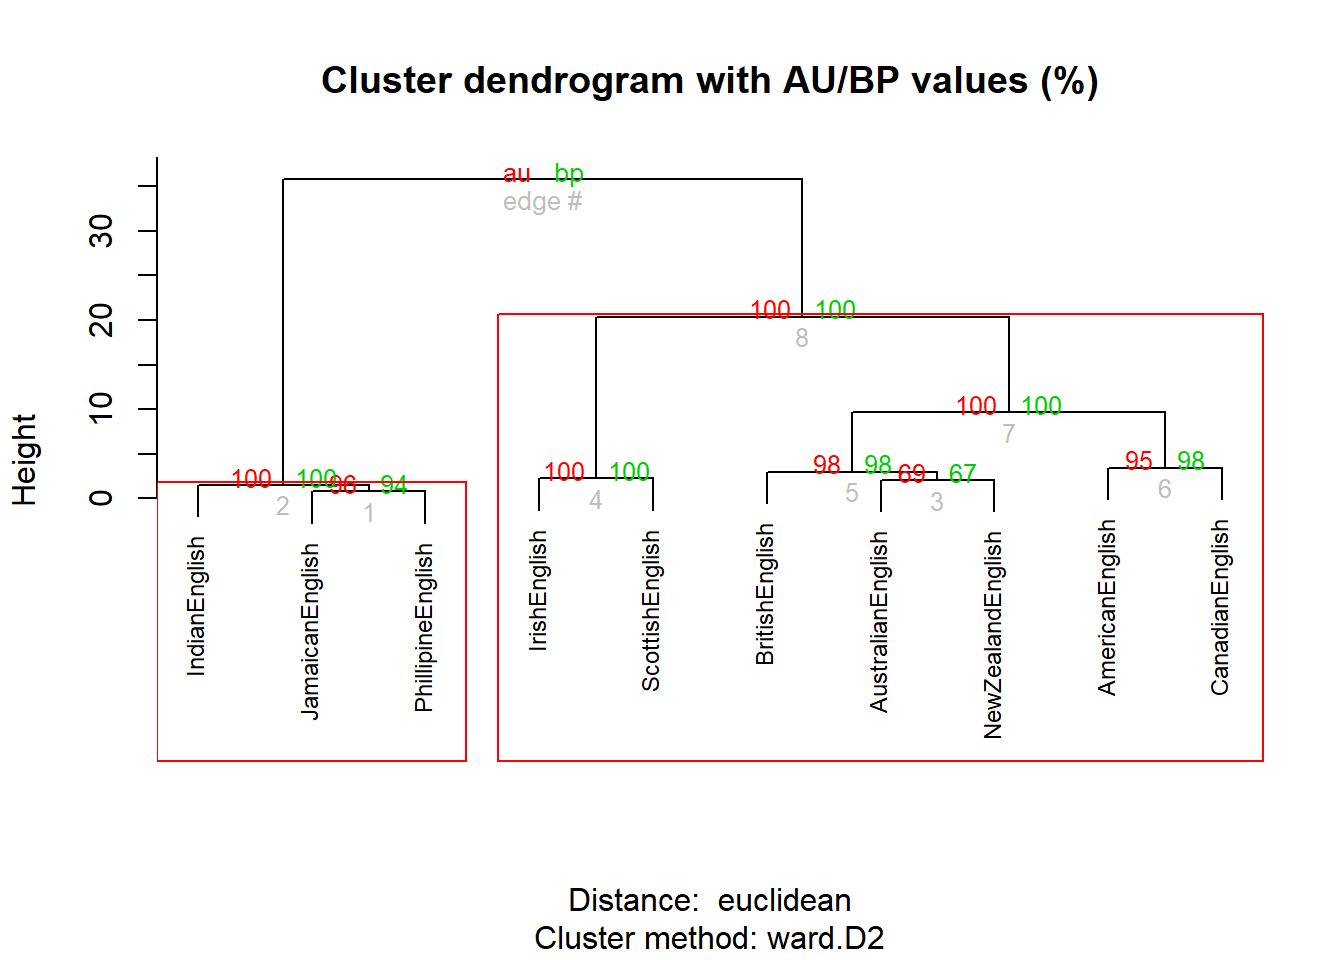 Cluster dendrogram with AU/BP values (%)
au bp
edge #
Height
0
10
20
30
100 100
8
100 100
7
100 100
2
96 94
1
100 100
4
98 98
5
69 67
3
95 98
6
IndianEnglish
JamaicanEnglish
PhillipineEnglish
IrishEnglish
ScottishEnglish
BritishEnglish
AustralianEnglish
NewZealandEnglish
AmericanEnglish
CanadianEnglish
Distance: euclidean
Cluster method: ward.D2